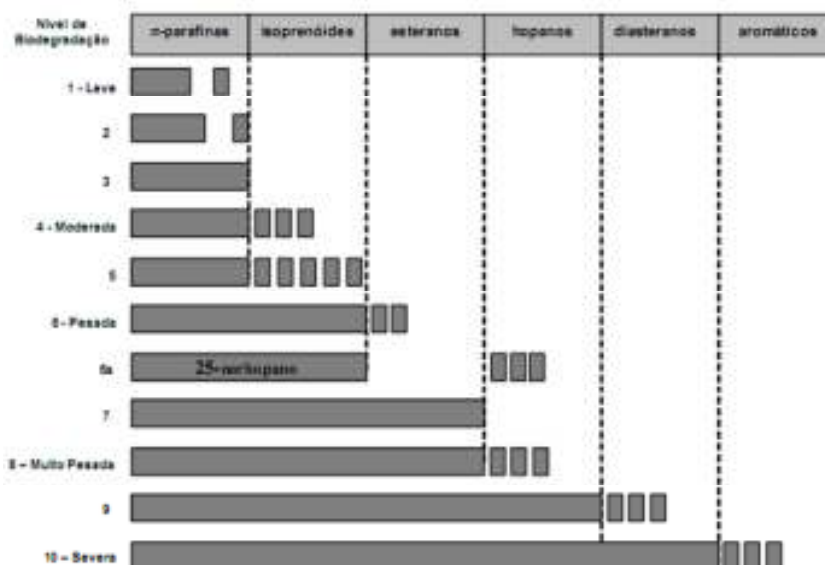 Nível de
Biodegradação
n-parafinas
isoprenóides
esteranos
hopanos
diasteranos
aromáticos
1 - Leve
2
3
4 - Moderada
5
6 - Pesada
6a
25-norhopano
7
8 – Muito Pesada
9
10 – Severa